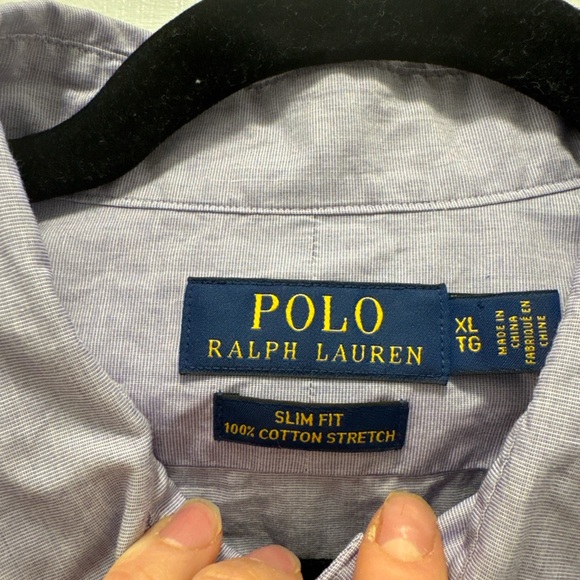 POLO
RALPH LAUREN
XL
TG
MADE IN
CHINA
FABRIQUÉ EN
CHINE
SLIM FIT
100% COTTON STRETCH